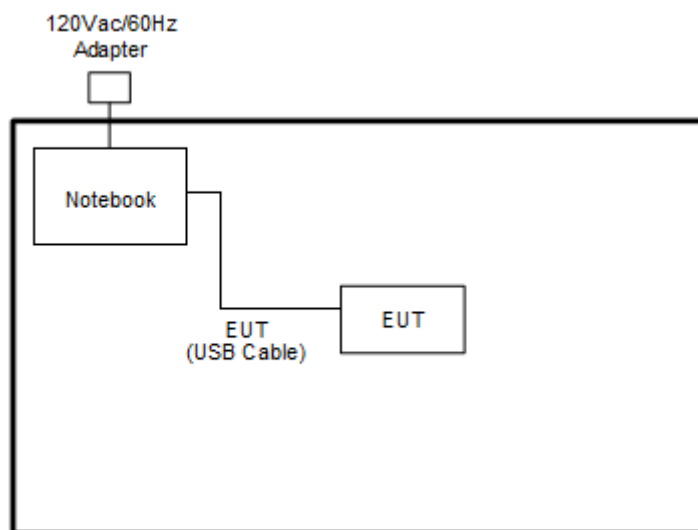 120Vac/60Hz
Adapter
Notebook
EUT
(USB Cable)
EUT